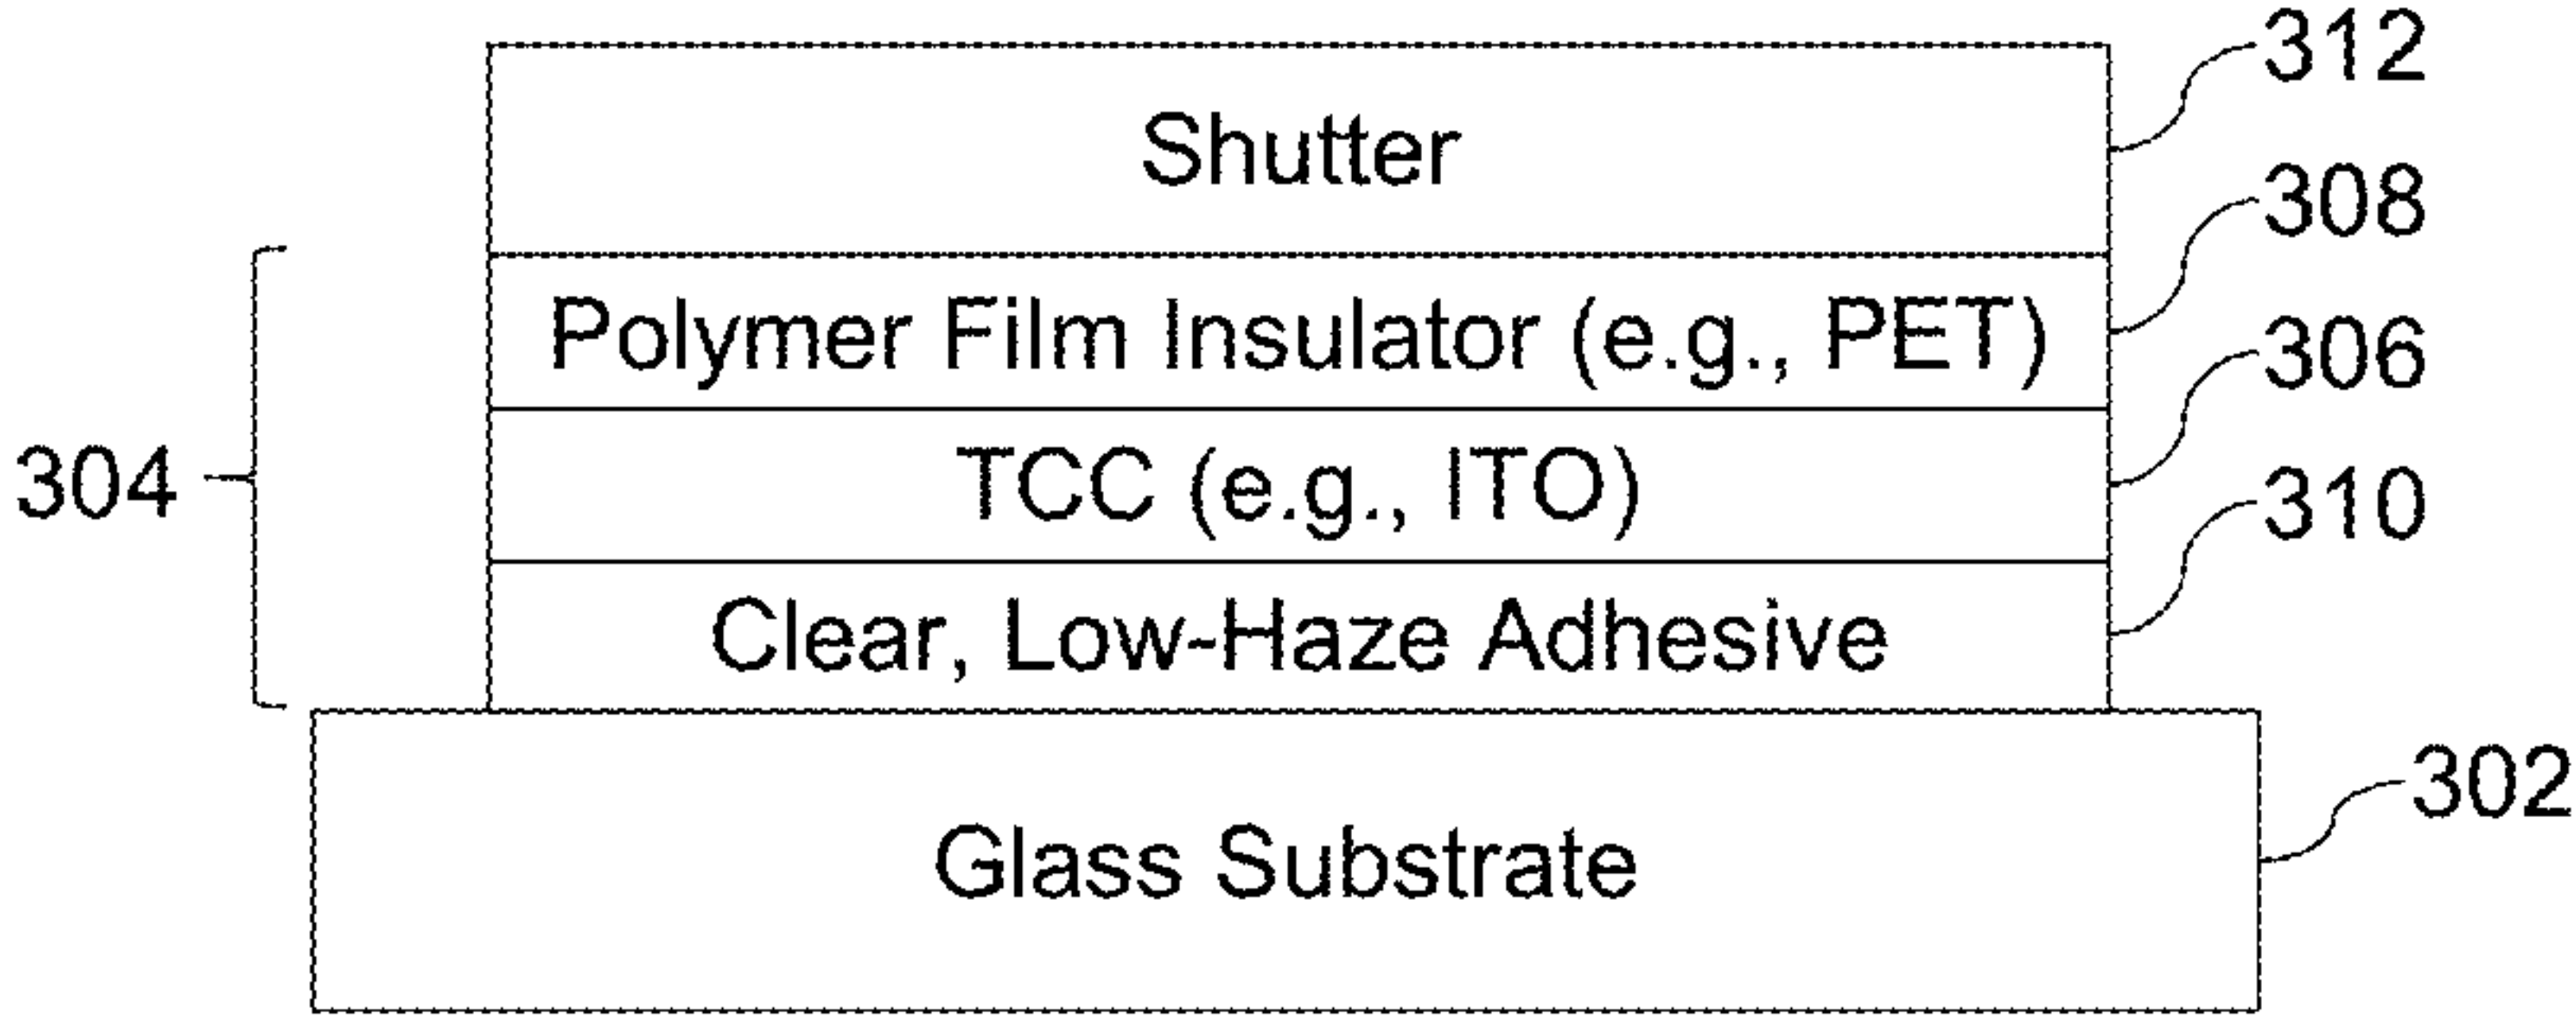 312
Shutter
308
Polymer Film Insulator (e.g., PET)
306
304
TCC (e.g., ITO)
310
Clear, Low-Haze Adhesive
302
Glass Substrate